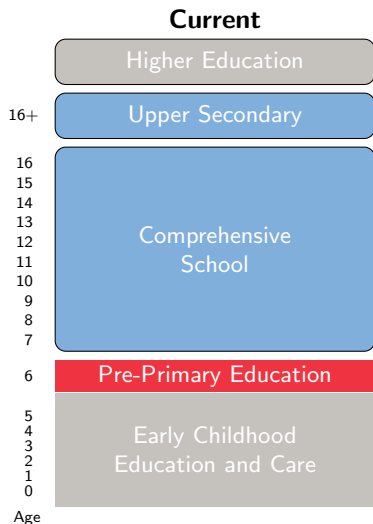 Current
Higher Education
16+
Upper Secondary
16
15
14
13
12
11
10
9
8
7
Comprehensive
School
6
Pre-Primary Education
5
4
3
2
1
0
Early Childhood
Education and Care
Age